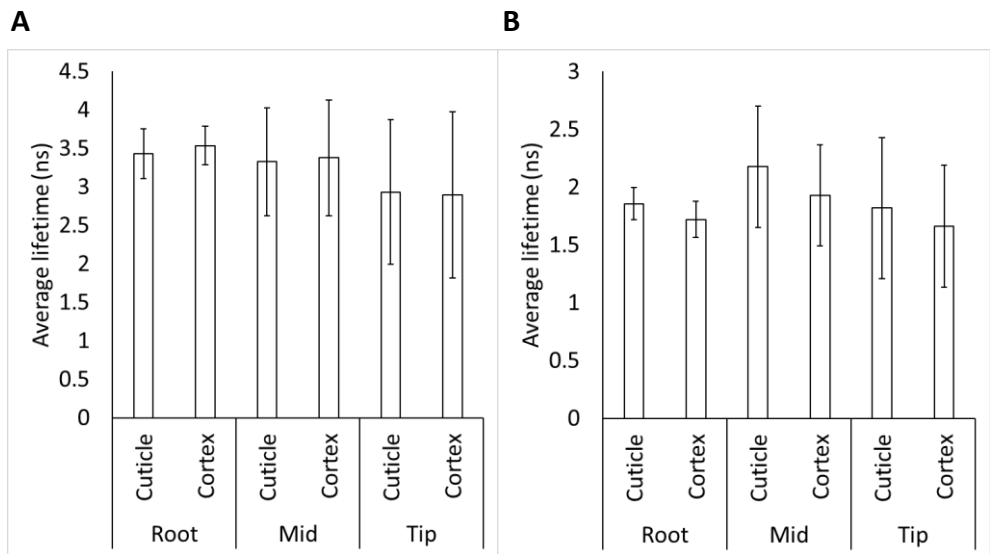 A
Average lifetime (ns)
4.5
4
3.5
3
2.5
2
1.5
1
0.5
0
Cuticle
Cortex
Cuticle
Cortex
Cuticle
Cortex
Root
Mid
Tip
B
Average lifetime (ns)
3
2.5
2
1.5
1
0.5
0
Cuticle
Cortex
Cuticle
Cortex
Cuticle
Cortex
Root
Mid
Tip